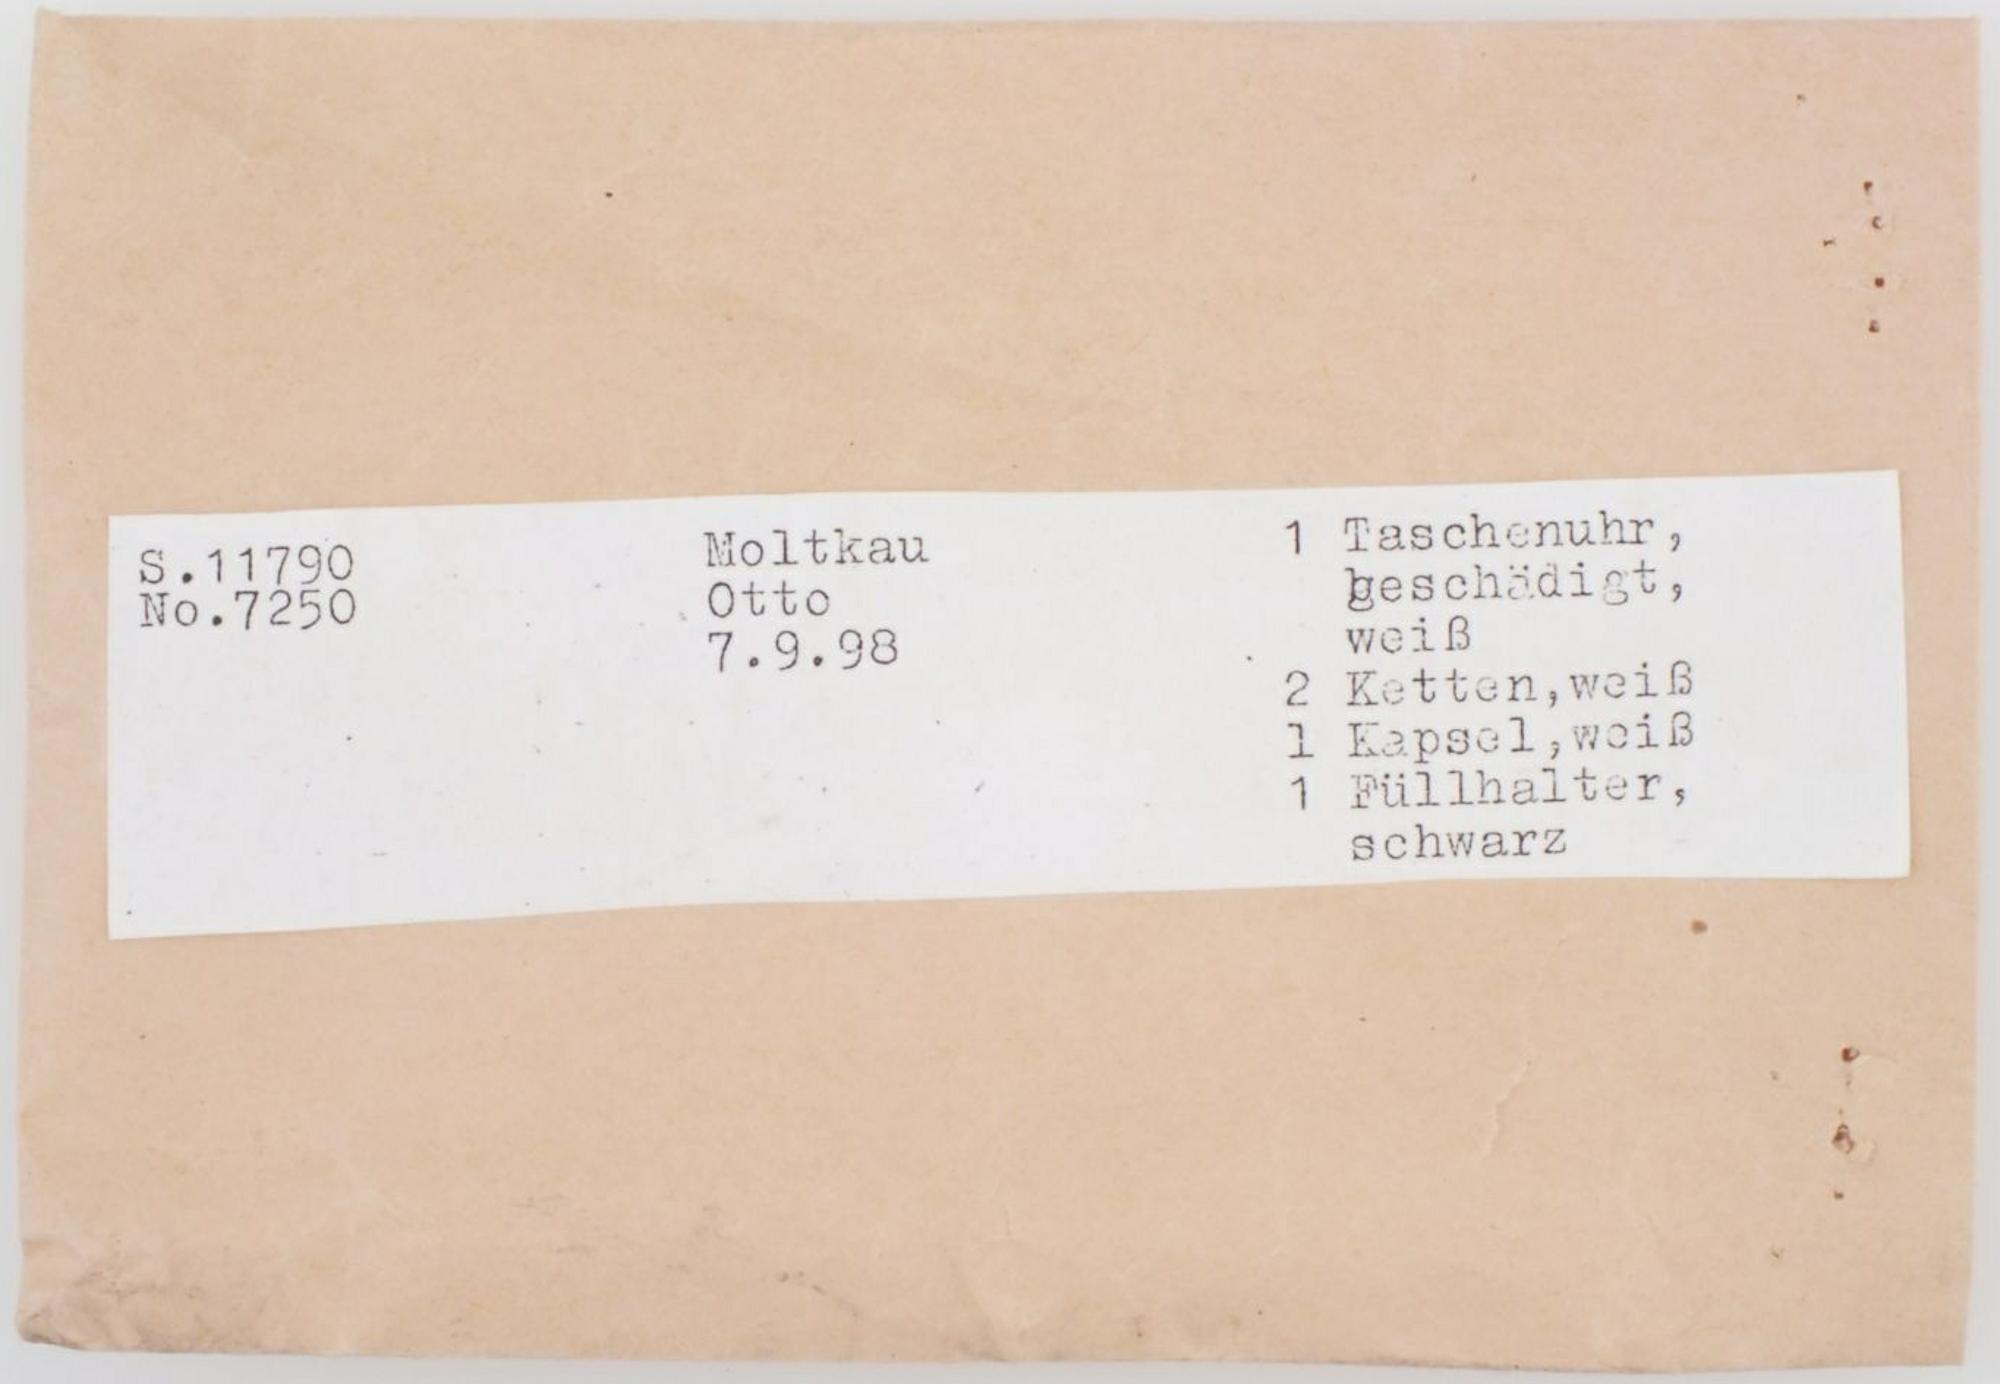 S.11790
No.7250
Moltkau
Otto
7.9.98
1 Taschenuhr,
beschädigt,
weiß
2 Ketten,weiß
1 Kapsel,weiß
1 Füllhalter,
schwarz